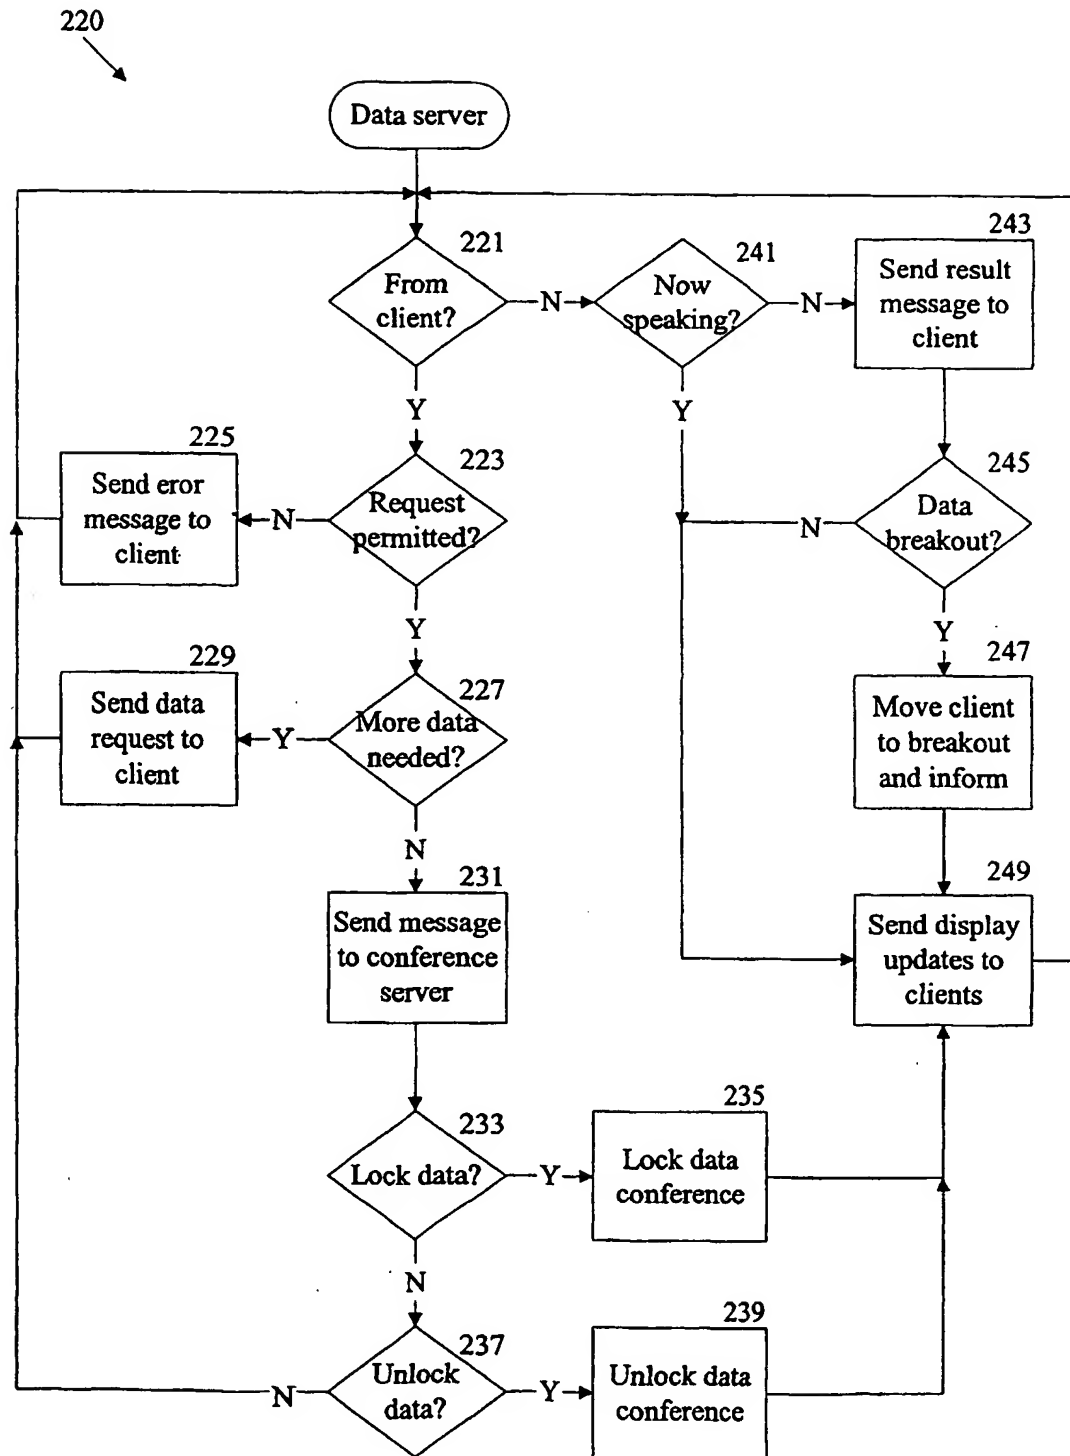 220
Data server
221
From
client?
N
241
Now
speaking?
N
243
Send result
message to
client
Y
Y
225
Send eror
message to
client
N
223
Request
permitted?
245
Data
breakout?
N
Y
Y
229
Send data
request to
client
Y
227
More data
needed?
247
Move client
to breakout
and inform
N
231
Send message
to conference
server
249
Send display
updates to
clients
233
Lock data?
Y
235
Lock data
conference
N
237
Unlock
data?
N
Y
239
Unlock data
conference